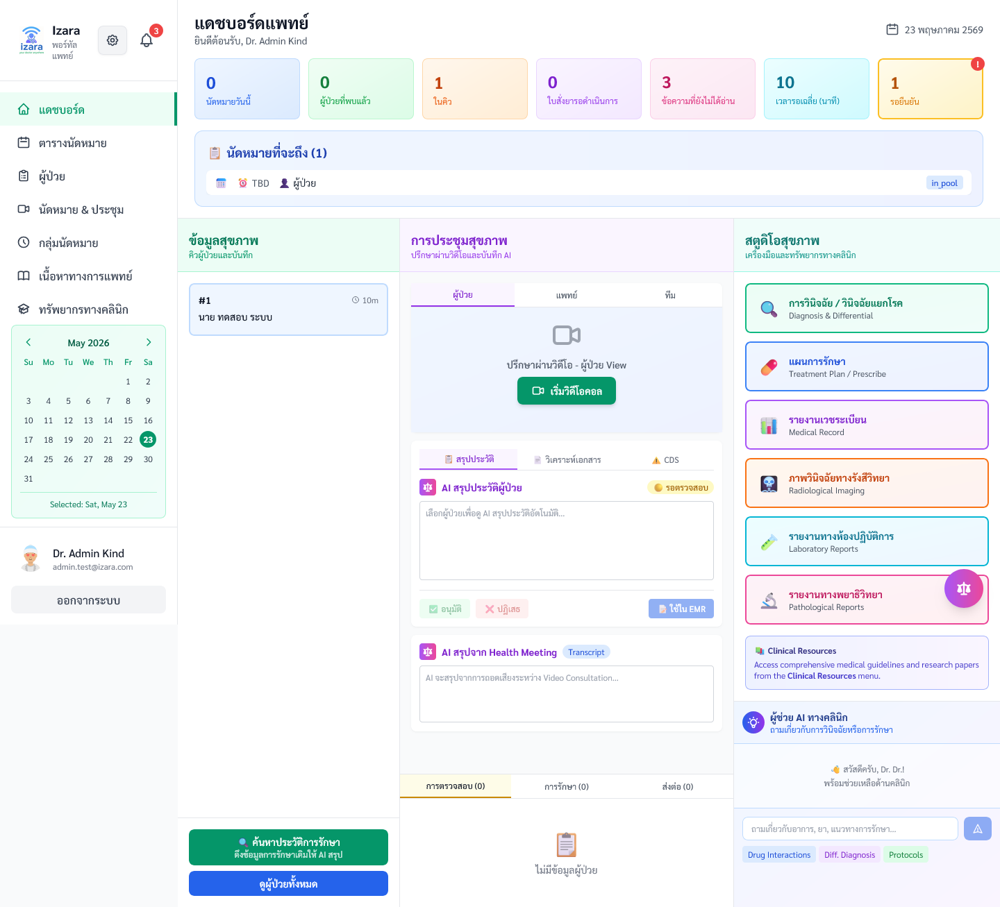 izara
Izara
พอร์ทัล
แพทย์
3
แดชบอร์ด
ตารางนัดหมาย
ผู้ป่วย
นัดหมาย & ประชุม
กลุ่มนัดหมาย
เนื้อหาทางการแพทย์
ทรัพยากรทางคลินิก
May 2026
Su Mo Tu We Th Fr Sa
1 2
3 4 5 6 7 8 9
10 11 12 13 14 15 16
17 18 19 20 21 22 23
24 25 26 27 28 29 30
31
Selected: Sat, May 23
Dr. Admin Kind
admin.test@izara.com
ออกจากระบบ
แดชบอร์ดแพทย์
ยินดีต้อนรับ, Dr. Admin Kind
23 พฤษภาคม 2569
0
นัดหมายวันนี้
0
ผู้ป่วยที่พบแล้ว
1
ในคิว
0
ใบสั่งยารอดำเนินการ
3
ข้อความที่ยังไม่ได้อ่าน
10
เวลารอเฉลี่ย (นาที)
!
1
รอยืนยัน
นัดหมายที่จะถึง (1)
TBD ผู้ป่วย in_pool
ข้อมูลสุขภาพ
คิวผู้ป่วยและบันทึก
#1 10m
นาย ทดสอบ ระบบ
ค้นหาประวัติการรักษา
ดึงข้อมูลการรักษาเดิมให้ AI สรุป
ดูผู้ป่วยทั้งหมด
การประชุมสุขภาพ
ปรึกษาผ่านวิดีโอและบันทึก AI
ผู้ป่วย แพทย์ ทีม
ปรึกษาผ่านวิดีโอ - ผู้ป่วย View
เริ่มวิดีโอคอล
สรุปประวัติ วิเคราะห์เอกสาร CDS
AI สรุปประวัติผู้ป่วย รอตรวจสอบ
เลือกผู้ป่วยเพื่อดู AI สรุปประวัติอัตโนมัติ...
อนุมัติ ปฏิเสธ ใช้ใน EMR
AI สรุปจาก Health Meeting Transcript
AI จะสรุปจากการถอดเสียงระหว่าง Video Consultation...
การตรวจสอบ (0) การรักษา (0) ส่งต่อ (0)
ไม่มีข้อมูลผู้ป่วย
สตูดิโอสุขภาพ
เครื่องมือและทรัพยากรทางคลินิก
การวินิจฉัย / วินิจฉัยแยกโรค
Diagnosis & Differential
แผนการรักษา
Treatment Plan / Prescribe
รายงานเวชระเบียน
Medical Record
ภาพวินิจฉัยทางรังสีวิทยา
Radiological Imaging
รายงานทางห้องปฏิบัติการ
Laboratory Reports
รายงานทางพยาธิวิทยา
Pathological Reports
Clinical Resources
Access comprehensive medical guidelines and research papers
from the Clinical Resources menu.
ผู้ช่วย AI ทางคลินิก
ถามเกี่ยวกับการวินิจฉัยหรือการรักษา
สวัสดีครับ, Dr. Dr.!
พร้อมช่วยเหลือด้านคลินิก
ถามเกี่ยวกับอาการ, ยา, แนวทางการรักษา...
Drug Interactions Diff. Diagnosis Protocols